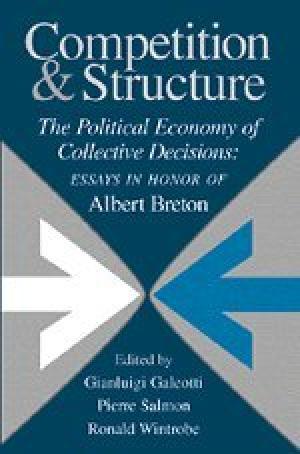 Competition
& Structure
The Political Economy of
Collective Decisions:
ESSAYS IN HONOR OF
Albert Breton
Edited by
Gianluigi Galeotti
Pierre Salmon
Ronald Wintrobe